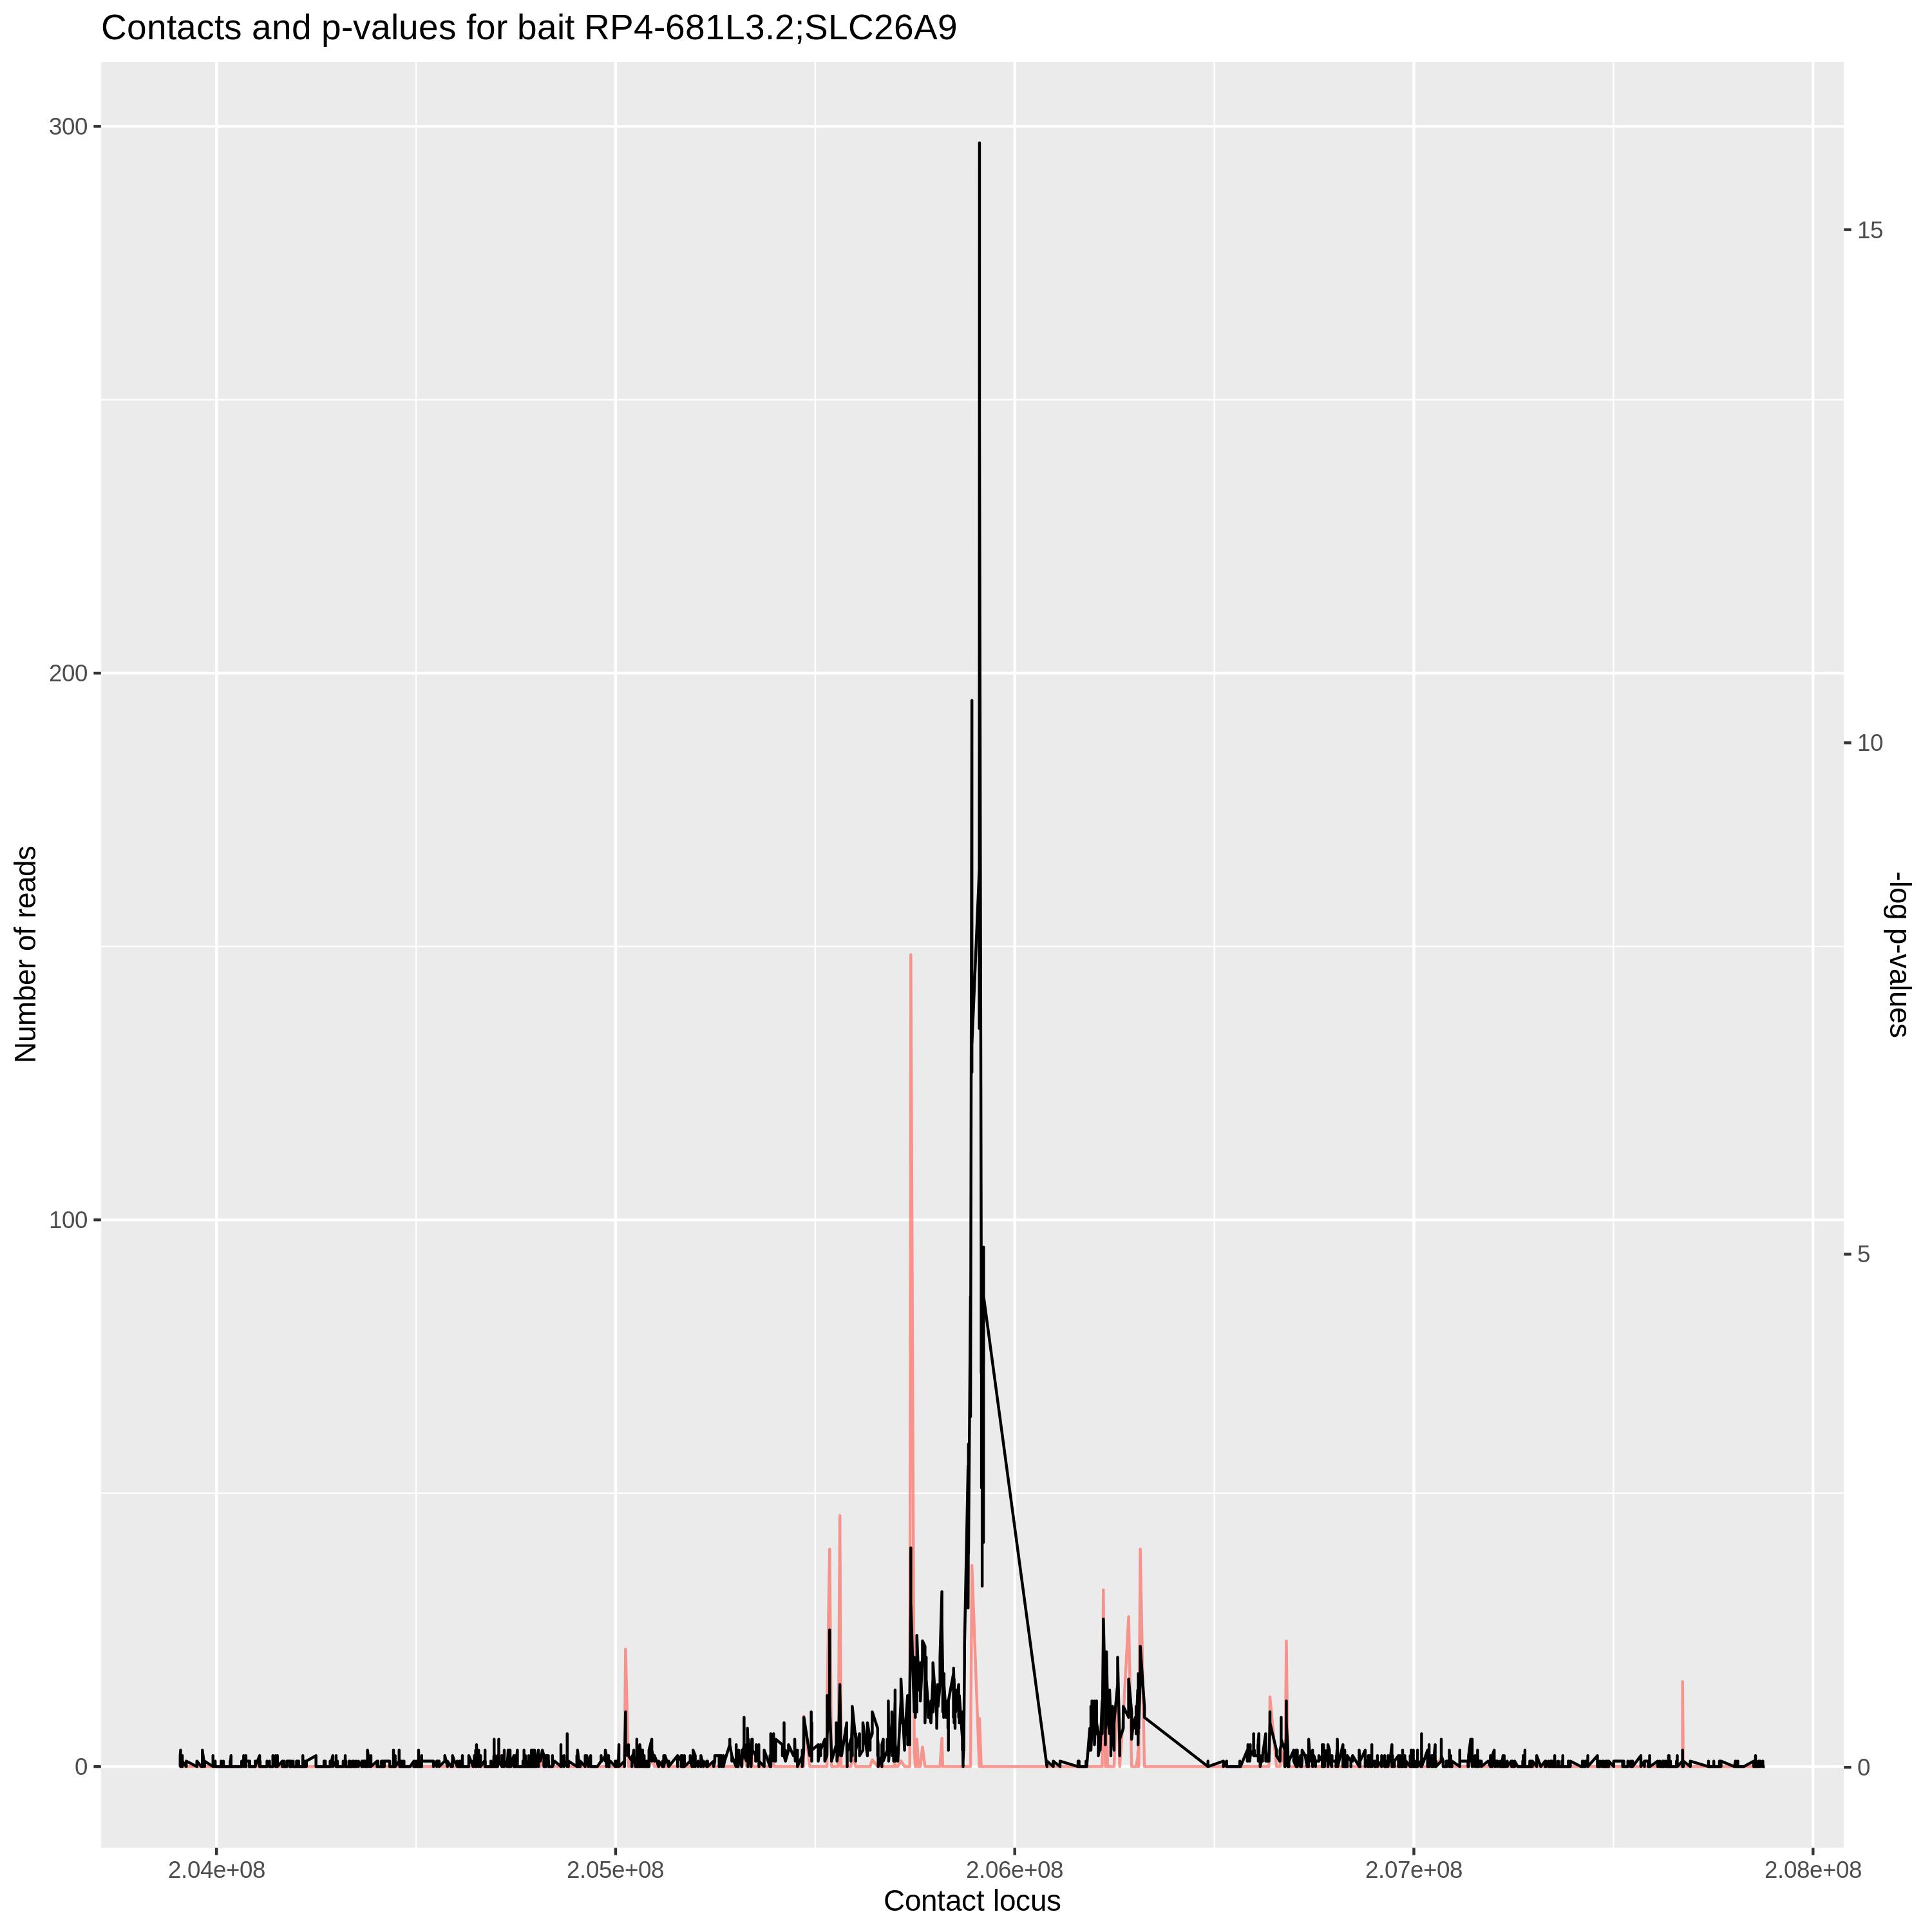 Contacts and p-values for bait RP4-681L3.2;SLC26A9
300
200
100
0
Number of reads
15
10
5
0
-log p-values
2.04e+08 2.05e+08 2.06e+08 2.07e+08 2.08e+08
Contact locus